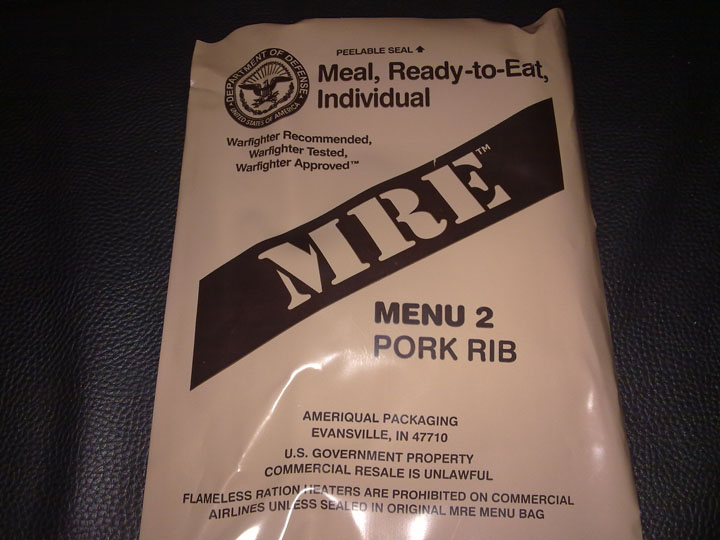 PEELABLE SEAL
DEPARTMENT OF DEFENSE
UNITED STATES OF AMERICA
Meal, Ready-to-Eat,
Individual
Warfighter Recommended,
Warfighter Tested,
Warfighter Approved™
MRE™
MENU 2
PORK RIB
AMERIQUAL PACKAGING
EVANSVILLE, IN 47710
U.S. GOVERNMENT PROPERTY
COMMERCIAL RESALE IS UNLAWFUL
FLAMELESS RATION HEATERS ARE PROHIBITED ON COMMERCIAL
AIRLINES UNLESS SEALED IN ORIGINAL MRE MENU BAG